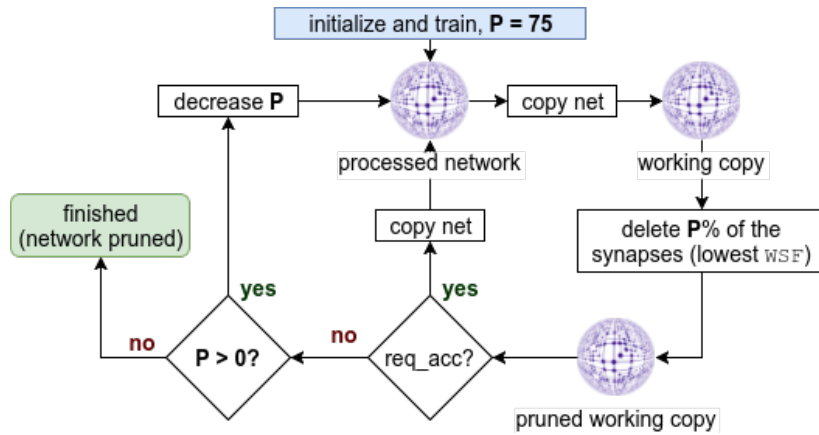 initialize and train, P = 75
decrease P
copy net
processed network
working copy
finished
(network pruned)
copy net
delete P% of the
synapses (lowest WSF)
yes
yes
no
P > 0?
no
req_acc?
pruned working copy